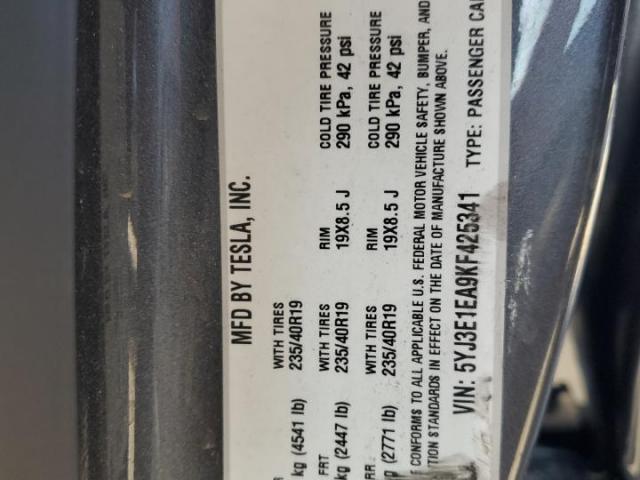 MFD BY TESLA, INC.
WITH TIRES
kg (4541 lb) 235/40R19
FRT WITH TIRES RIM COLD TIRE PRESSURE
kg (2447 lb) 235/40R19 19X8.5 J 290 kPa, 42 psi
RR WITH TIRES RIM COLD TIRE PRESSURE
(2771 lb) 235/40R19 19X8.5 J 290 kPa, 42 psi
CONFORMS TO ALL APPLICABLE U.S. FEDERAL MOTOR VEHICLE SAFETY, BUMPER, AND
STANDARDS IN EFFECT ON THE DATE OF MANUFACTURE SHOWN ABOVE.
VIN: 5YJ3E1EA9KF425341 TYPE: PASSENGER CA